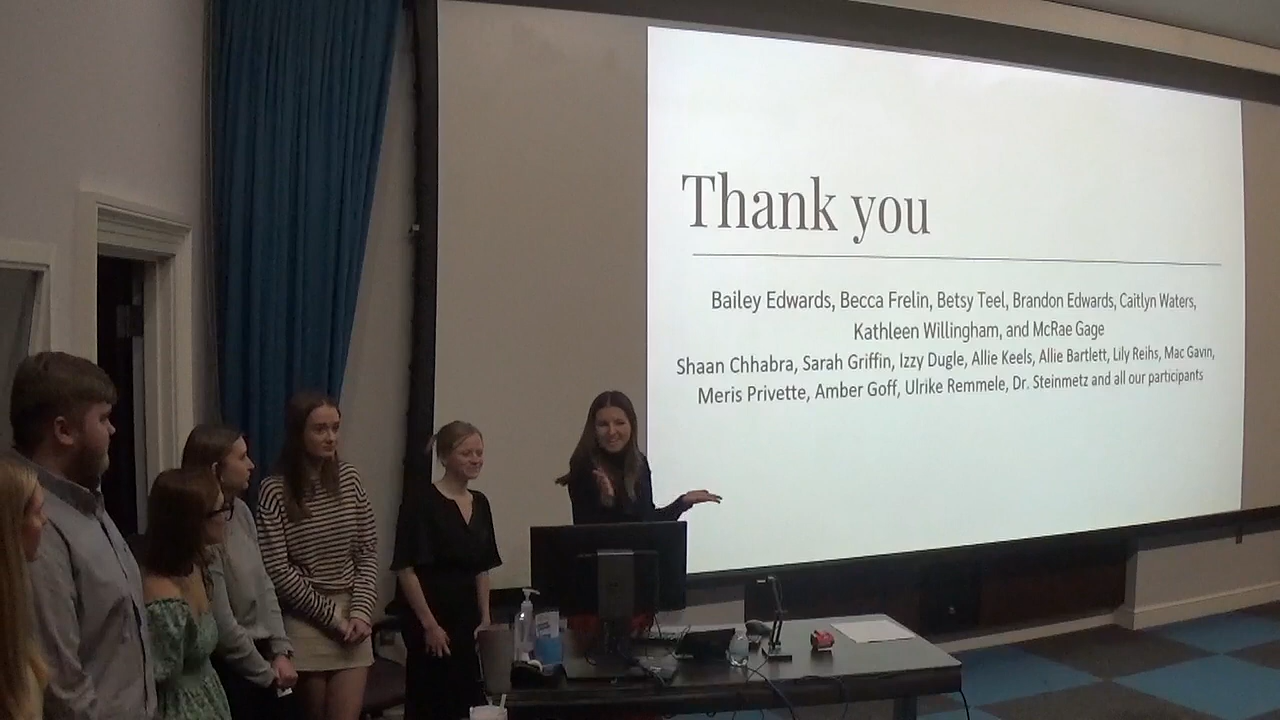 Thank you
Bailey Edwards, Becca Frelin, Betsy Teel, Brandon Edwards, Caitlyn Waters,
Kathleen Willingham, and McRae Gage
Shaan Chhabra, Sarah Griffin, Izzy Dugle, Allie Keels, Allie Bartlett, Lily Reihs, Mac Gavin,
Meris Privette, Amber Goff, Ulrike Remmele, Dr. Steinmetz and all our participants